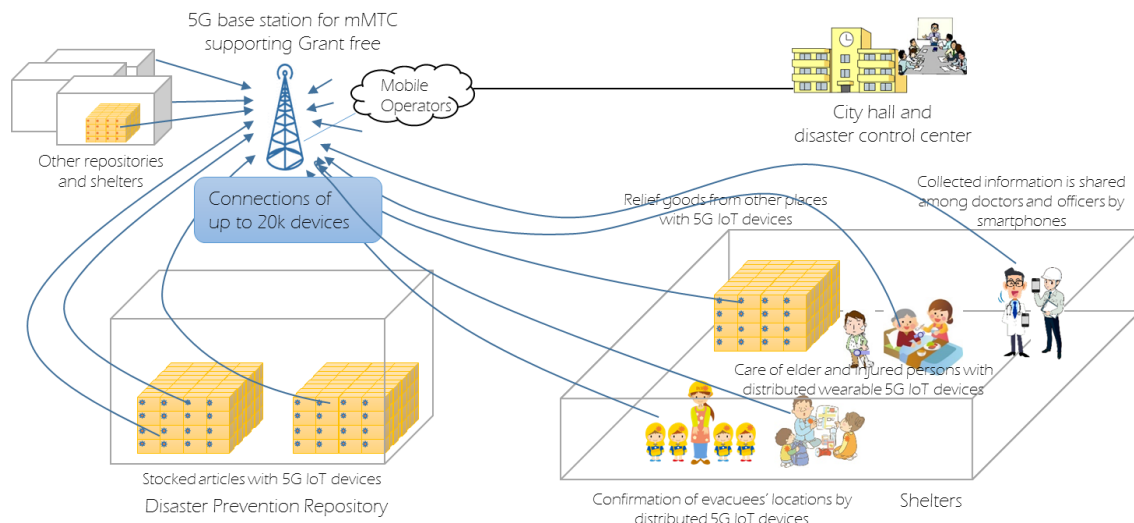 5G base station for mMTC
supporting Grant free
Mobile
Operators
City hall and
disaster control center
Other repositories
and shelters
Connections of
up to 20k devices
Relief goods from other places
with 5G IoT devices
Collected information is shared
among doctors and officers by
smartphones
Care of elder and injured persons with
distributed wearable 5G IoT devices
Stocked articles with 5G IoT devices
Disaster Prevention Repository
Confirmation of evacuees' locations by
distributed 5G IoT devices
Shelters